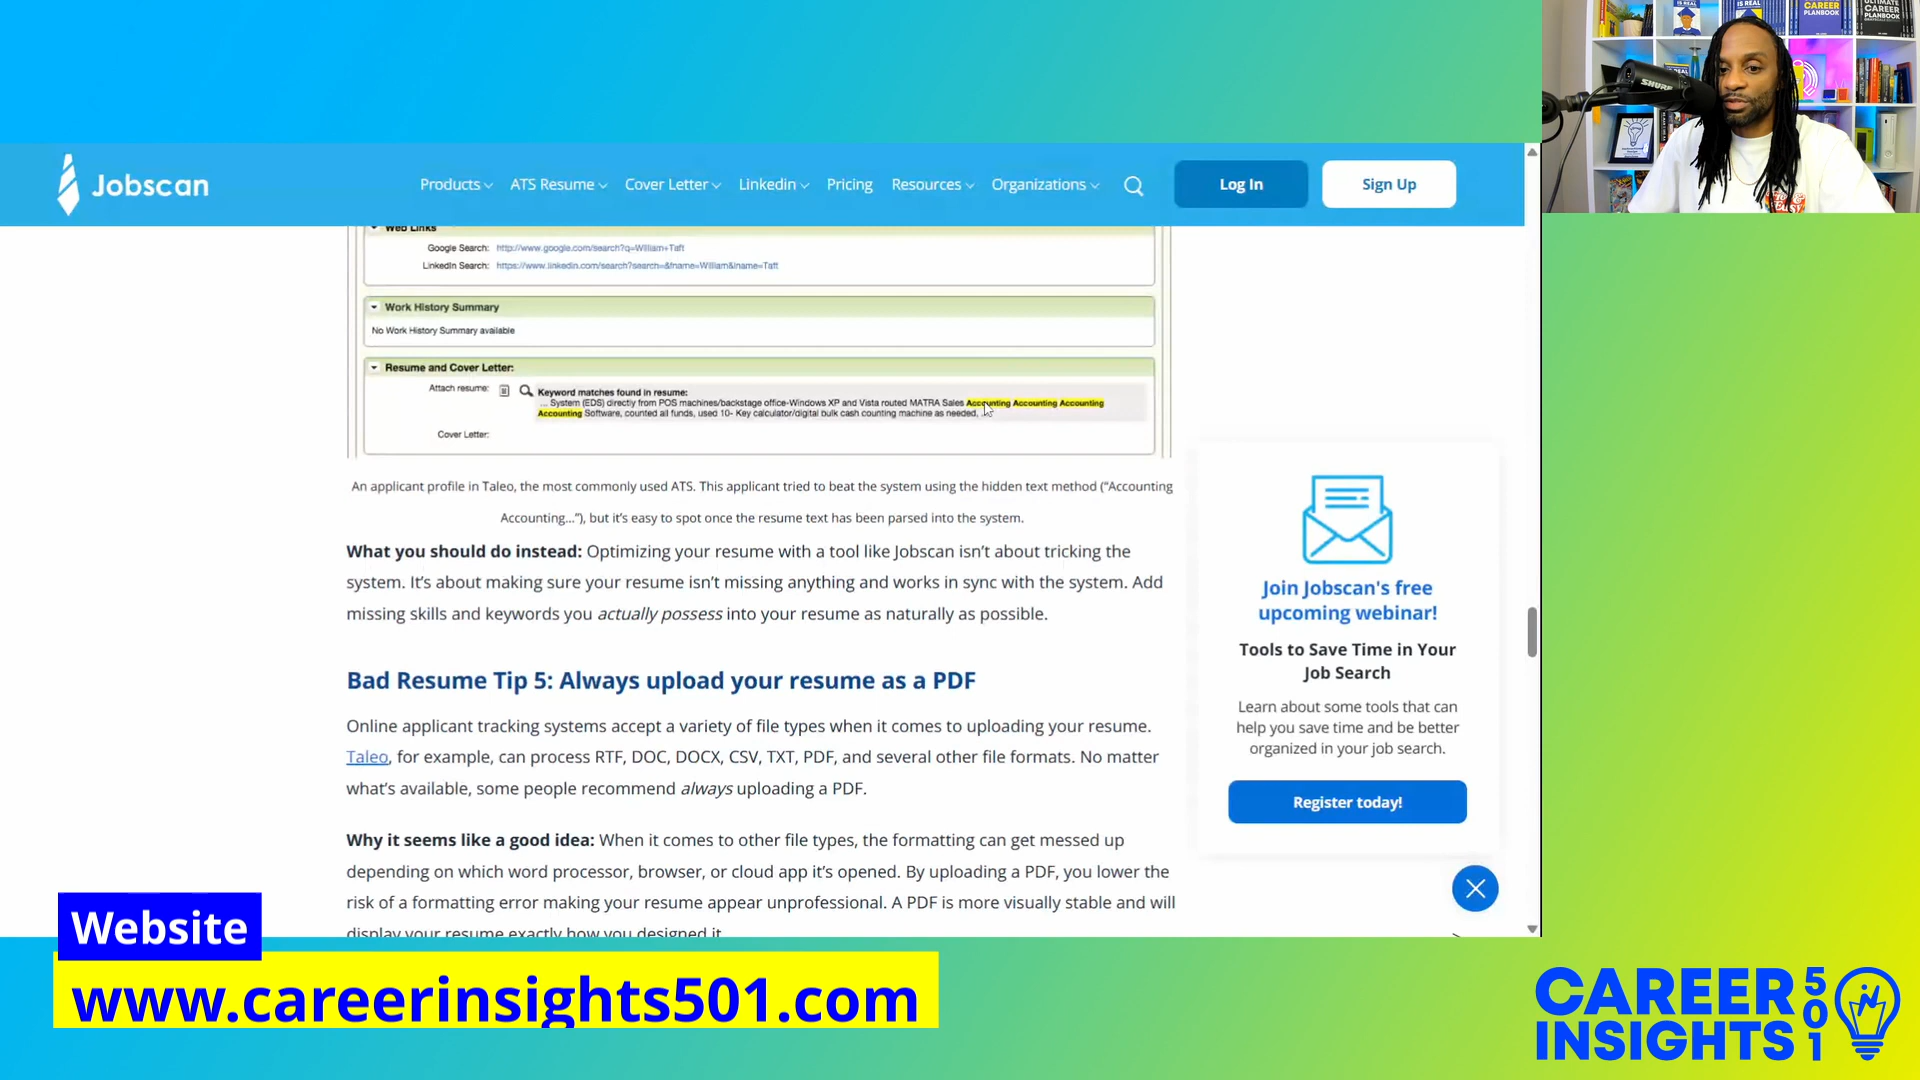 Jobscan
Products
ATS Resume
Cover Letter
Linkedin
Pricing
Resources
Organizations
Log In
Sign Up
Web Links
Google Search: http://www.google.com/search?q=William+Taft
LinkedIn Search: https://www.linkedin.com/search?search=&fname=William&lname=Taft
Work History Summary
No Work History Summary available
Resume and Cover Letter:
Attach resume:
Keyword matches found in resume:
... System (EDS) directly from POS machines/backstage office-Windows XP and Vista routed MATRA Sales Accounting Accounting Accounting
Accounting Software, counted all funds, used 10- Key calculator/digital bulk cash counting machine as needed.
Cover Letter:
An applicant profile in Taleo, the most commonly used ATS. This applicant tried to beat the system using the hidden text method (“Accounting
Accounting…”), but it’s easy to spot once the resume text has been parsed into the system.
What you should do instead: Optimizing your resume with a tool like Jobscan isn’t about tricking the
system. It’s about making sure your resume isn’t missing anything and works in sync with the system. Add
missing skills and keywords you actually possess into your resume as naturally as possible.
Bad Resume Tip 5: Always upload your resume as a PDF
Online applicant tracking systems accept a variety of file types when it comes to uploading your resume.
Taleo, for example, can process RTF, DOC, DOCX, CSV, TXT, PDF, and several other file formats. No matter
what’s available, some people recommend always uploading a PDF.
Why it seems like a good idea: When it comes to other file types, the formatting can get messed up
depending on which word processor, browser, or cloud app it’s opened. By uploading a PDF, you lower the
risk of a formatting error making your resume appear unprofessional. A PDF is more visually stable and will
display your resume exactly how you designed it.
Join Jobscan's free
upcoming webinar!
Tools to Save Time in Your
Job Search
Learn about some tools that can
help you save time and be better
organized in your job search.
Register today!
Website
www.careerinsights501.com
CAREER
INSIGHTS
501
SHURE
IS REAL
IS REAL
CAREER
PLANBOOK
ULTIMATE
CAREER
PLANBOOK